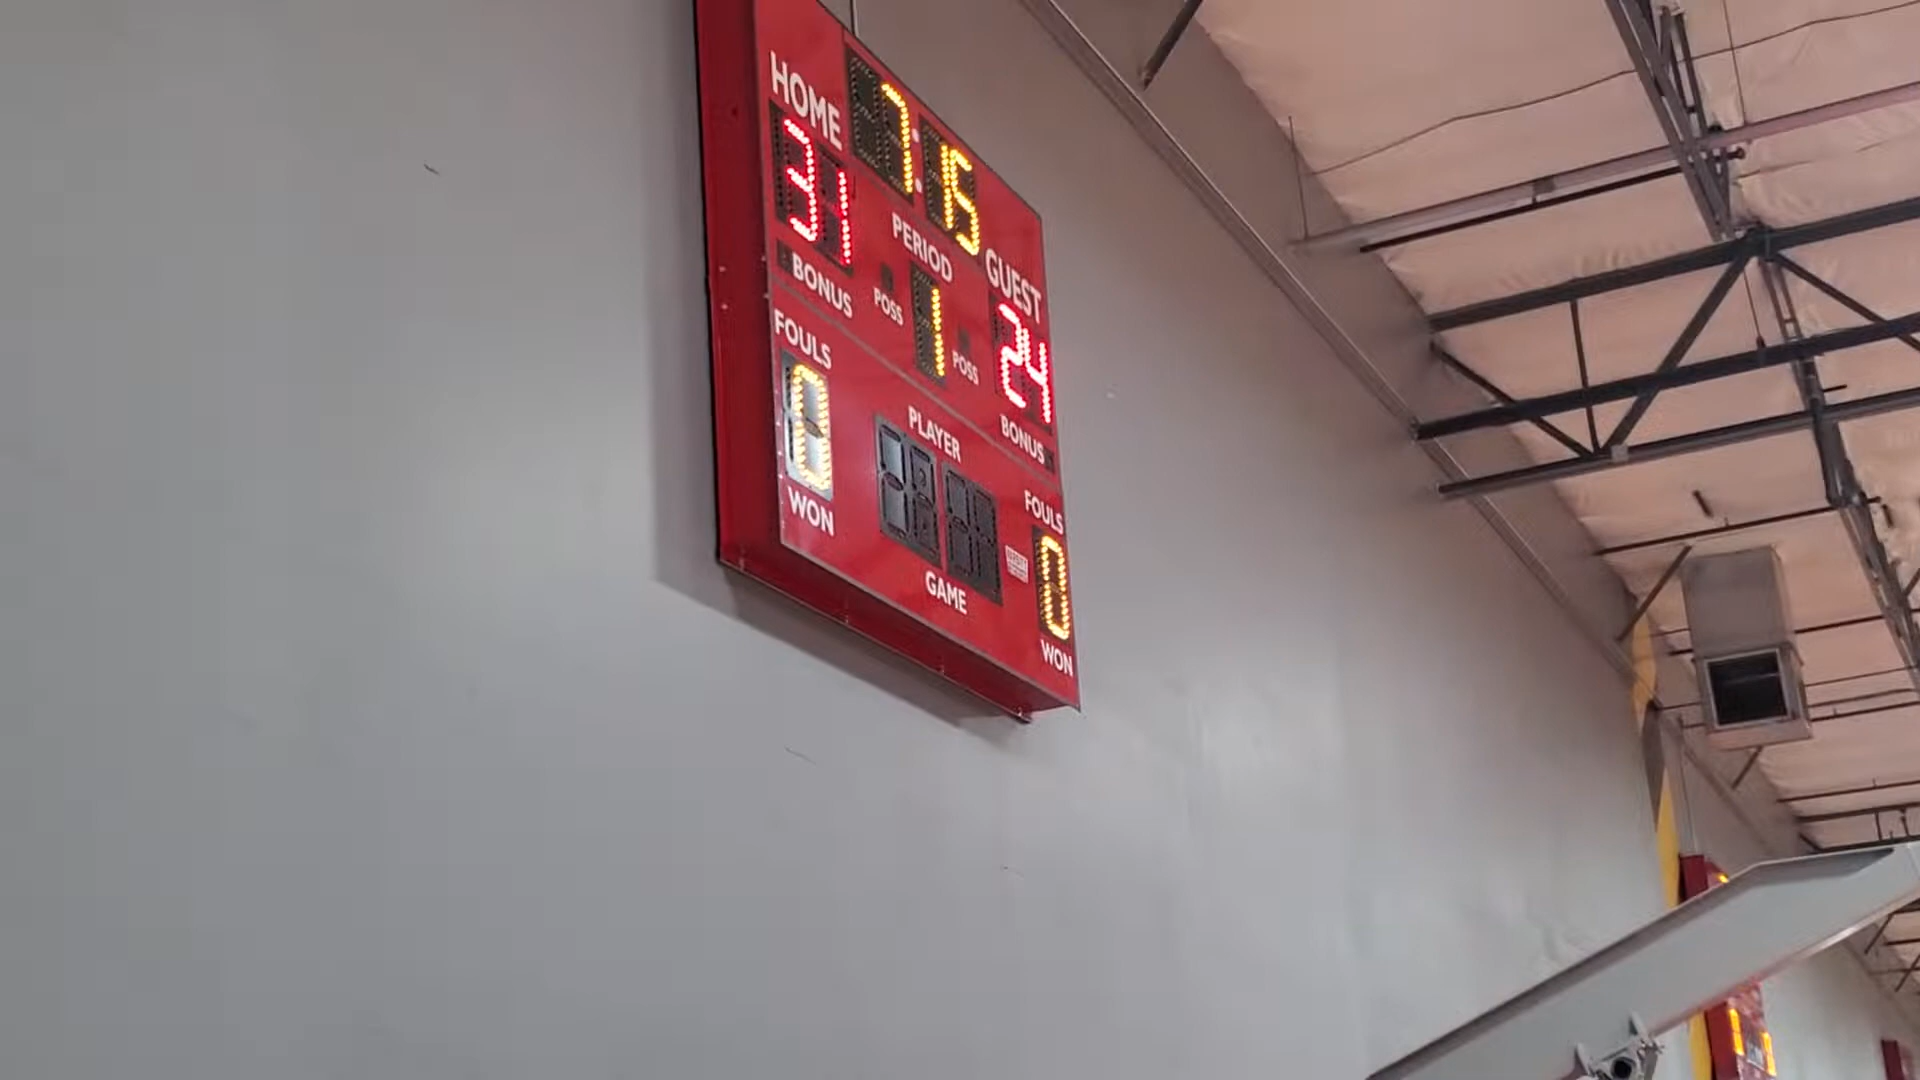 HOME
7:15
31
PERIOD
GUEST
BONUS
POSS
1
POSS
24
FOULS
BONUS
0
PLAYER
FOULS
WON
0
GAME
WON